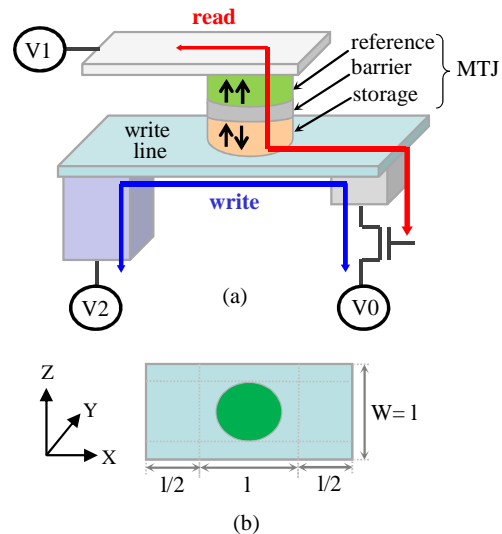 read
V1
reference
barrier
MTJ
storage
write
line
write
V2
V0
(a)
Z
Y
X
W= l
l/2
l
l/2
(b)